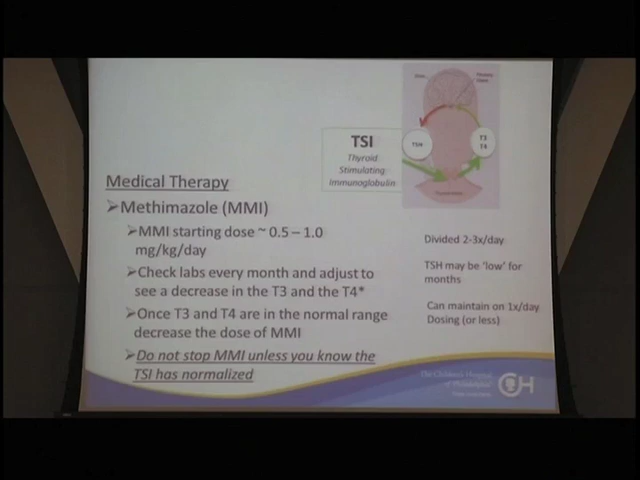 TSI
Thyroid
Stimulating
Immunoglobulin
TSH
T3
T4
Medical Therapy
➢Methimazole (MMI)
➢MMI starting dose ~ 0.5 – 1.0
mg/kg/day
Divided 2-3x/day
➢Check labs every month and adjust to
see a decrease in the T3 and the T4*
TSH may be 'low' for
months
➢Once T3 and T4 are in the normal range
decrease the dose of MMI
Can maintain on 1x/day
Dosing (or less)
➢Do not stop MMI unless you know the
TSI has normalized
The Children's Hospital
of Philadelphia